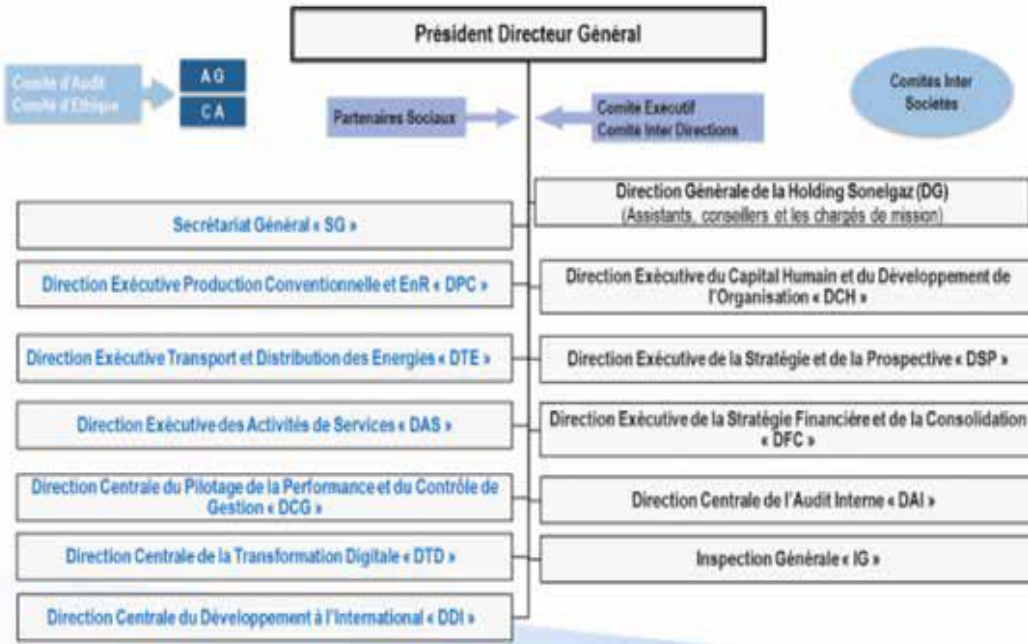 Président Directeur Général
Comité d'Audit
Comité d'Ethique
AG
CA
Partenaires Sociaux
Comité Exécutif
Comité Inter Directions
Comités Inter
Sociétés
Direction Générale de la Holding Sonelgaz (DG)
(Assistants, conseillers et les chargés de mission)
Secrétariat Général « SG »
Direction Exécutive Production Conventionnelle et EnR « DPC »
Direction Exécutive du Capital Humain et du Développement de
l'Organisation « DCH »
Direction Exécutive Transport et Distribution des Energies « DTE »
Direction Exécutive de la Stratégie et de la Prospective « DSP »
Direction Exécutive des Activités de Services « DAS »
Direction Exécutive de la Stratégie Financière et de la Consolidation
« DFC »
Direction Centrale du Pilotage de la Performance et du Contrôle de
Gestion « DCG »
Direction Centrale de l'Audit Interne « DAI »
Direction Centrale de la Transformation Digitale « DTD »
Inspection Générale « IG »
Direction Centrale du Développement à l'International « DDI »